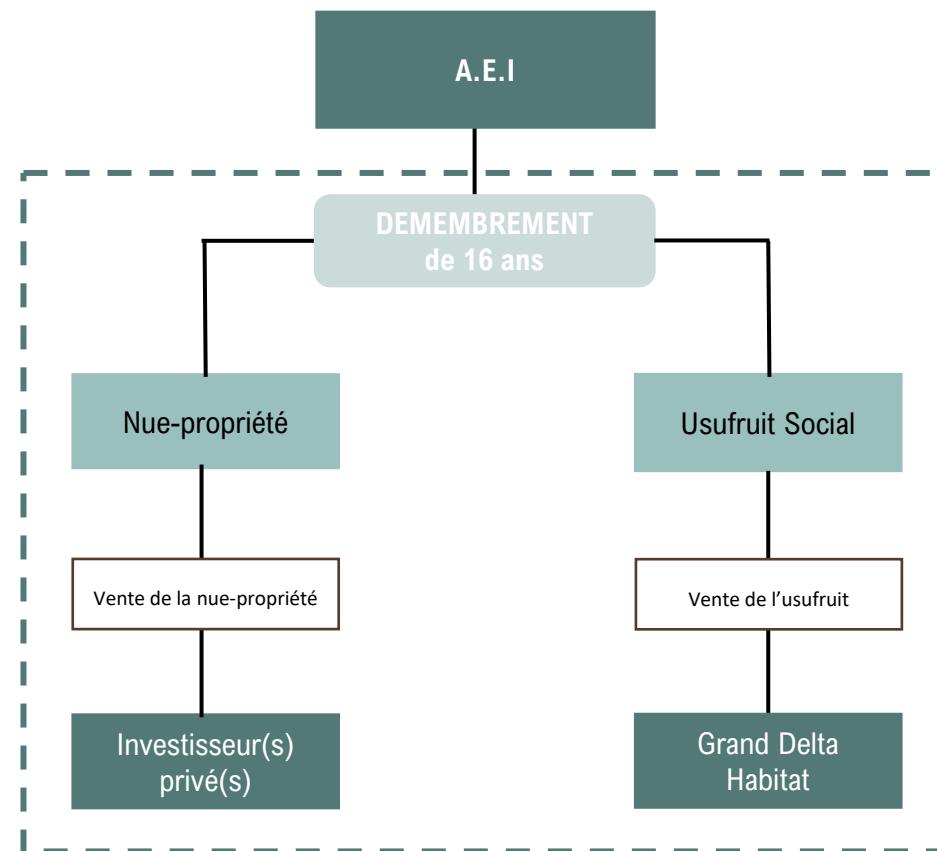 A.E.I
DEMEMBREMENT
de 16 ans
Nue-propriété
Usufruit Social
Vente de la nue-propriété
Vente de l’usufruit
Investisseur(s)
privé(s)
Grand Delta
Habitat